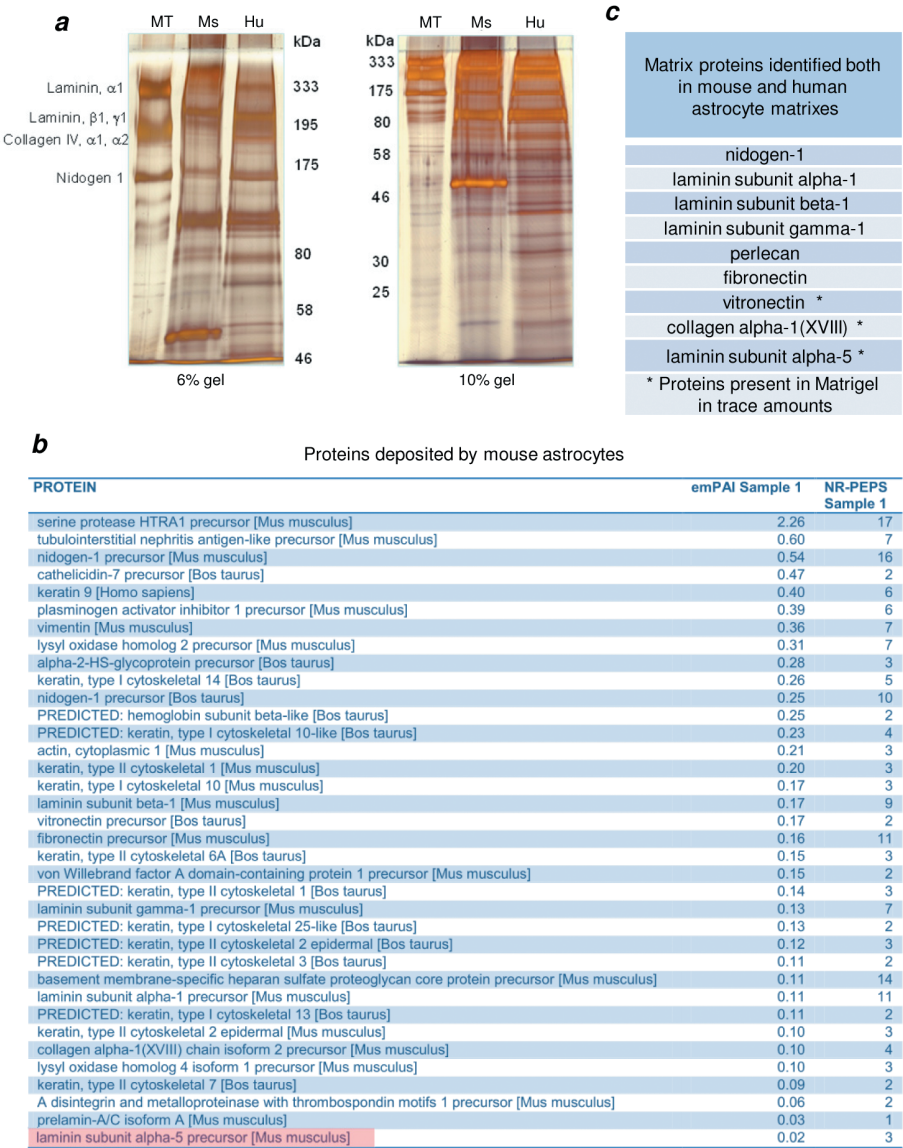 a
MT Ms Hu
kDa
Laminin, α1
Laminin, β1, γ1
Collagen IV, α1, α2
Nidogen 1
333
195
175
80
58
46
6% gel
MT Ms Hu
kDa
333
175
80
58
46
30
25
10% gel
c
Matrix proteins identified both
in mouse and human
astrocyte matrixes
nidogen-1
laminin subunit alpha-1
laminin subunit beta-1
laminin subunit gamma-1
perlecan
fibronectin
vitronectin *
collagen alpha-1(XVIII) *
laminin subunit alpha-5 *
* Proteins present in Matrigel
in trace amounts
b
Proteins deposited by mouse astrocytes
PROTEIN emPAI Sample 1 NR-PEPS
Sample 1
serine protease HTRA1 precursor [Mus musculus] 2.26 17
tubulointerstitial nephritis antigen-like precursor [Mus musculus] 0.60 7
nidogen-1 precursor [Mus musculus] 0.54 16
cathelicidin-7 precursor [Bos taurus] 0.47 2
keratin 9 [Homo sapiens] 0.40 6
plasminogen activator inhibitor 1 precursor [Mus musculus] 0.39 6
vimentin [Mus musculus] 0.36 7
lysyl oxidase homolog 2 precursor [Mus musculus] 0.31 7
alpha-2-HS-glycoprotein precursor [Bos taurus] 0.28 3
keratin, type I cytoskeletal 14 [Bos taurus] 0.26 5
nidogen-1 precursor [Bos taurus] 0.25 10
PREDICTED: hemoglobin subunit beta-like [Bos taurus] 0.25 2
PREDICTED: keratin, type I cytoskeletal 10-like [Bos taurus] 0.23 4
actin, cytoplasmic 1 [Mus musculus] 0.21 3
keratin, type II cytoskeletal 1 [Mus musculus] 0.20 3
keratin, type I cytoskeletal 10 [Mus musculus] 0.17 3
laminin subunit beta-1 [Mus musculus] 0.17 9
vitronectin precursor [Bos taurus] 0.17 2
fibronectin precursor [Mus musculus] 0.16 11
keratin, type II cytoskeletal 6A [Bos taurus] 0.15 3
von Willebrand factor A domain-containing protein 1 precursor [Mus musculus] 0.15 2
PREDICTED: keratin, type II cytoskeletal 1 [Bos taurus] 0.14 3
laminin subunit gamma-1 precursor [Mus musculus] 0.13 7
PREDICTED: keratin, type I cytoskeletal 25-like [Bos taurus] 0.13 2
PREDICTED: keratin, type II cytoskeletal 2 epidermal [Bos taurus] 0.12 3
PREDICTED: keratin, type II cytoskeletal 3 [Bos taurus] 0.11 2
basement membrane-specific heparan sulfate proteoglycan core protein precursor [Mus musculus] 0.11 14
laminin subunit alpha-1 precursor [Mus musculus] 0.11 11
PREDICTED: keratin, type I cytoskeletal 13 [Bos taurus] 0.11 2
keratin, type II cytoskeletal 2 epidermal [Mus musculus] 0.10 3
collagen alpha-1(XVIII) chain isoform 2 precursor [Mus musculus] 0.10 4
lysyl oxidase homolog 4 isoform 1 precursor [Mus musculus] 0.10 3
keratin, type II cytoskeletal 7 [Bos taurus] 0.09 2
A disintegrin and metalloproteinase with thrombospondin motifs 1 precursor [Mus musculus] 0.06 2
prelamin-A/C isoform A [Mus musculus] 0.03 1
laminin subunit alpha-5 precursor [Mus musculus] 0.02 3